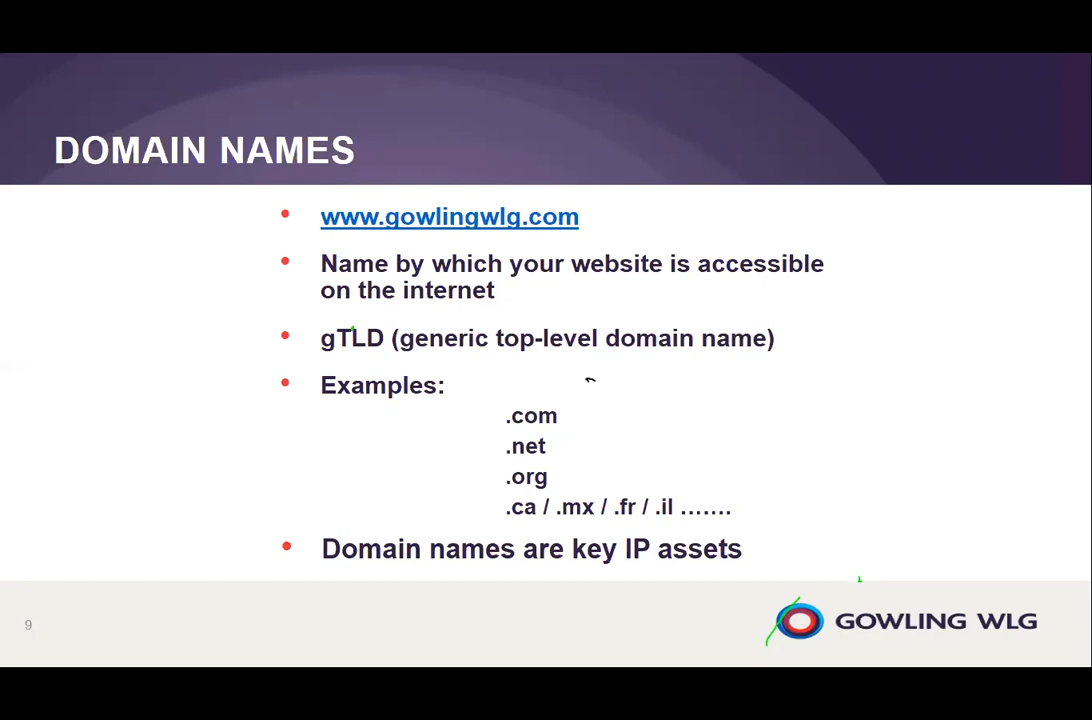 DOMAIN NAMES
• www.gowlingwlg.com
• Name by which your website is accessible
on the internet
• gTLD (generic top-level domain name)
• Examples:
.com
.net
.org
.ca / .mx / .fr / .il .......
• Domain names are key IP assets
9
GOWLING WLG